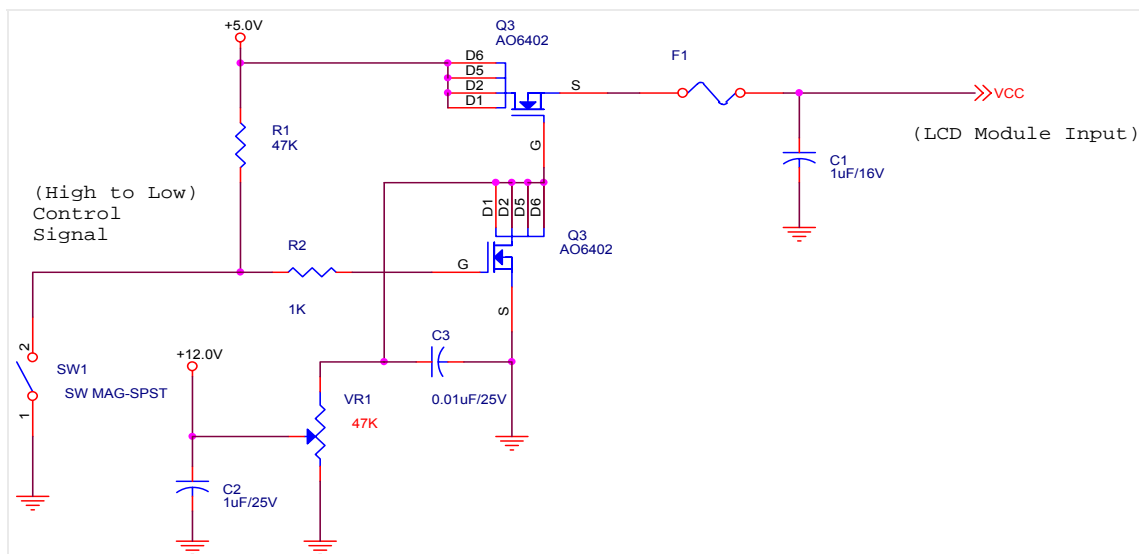 +5.0V
Q3
AO6402
D6
D5
D2
D1
S
G
F1
VCC
(LCD Module Input)
R1
47K
C1
1uF/16V
(High to Low)
Control
Signal
D1
D2
D5
D6
Q3
AO6402
R2
1K
G
S
C3
0.01uF/25V
+12.0V
2
SW1
SW MAG-SPST
1
VR1
47K
C2
1uF/25V